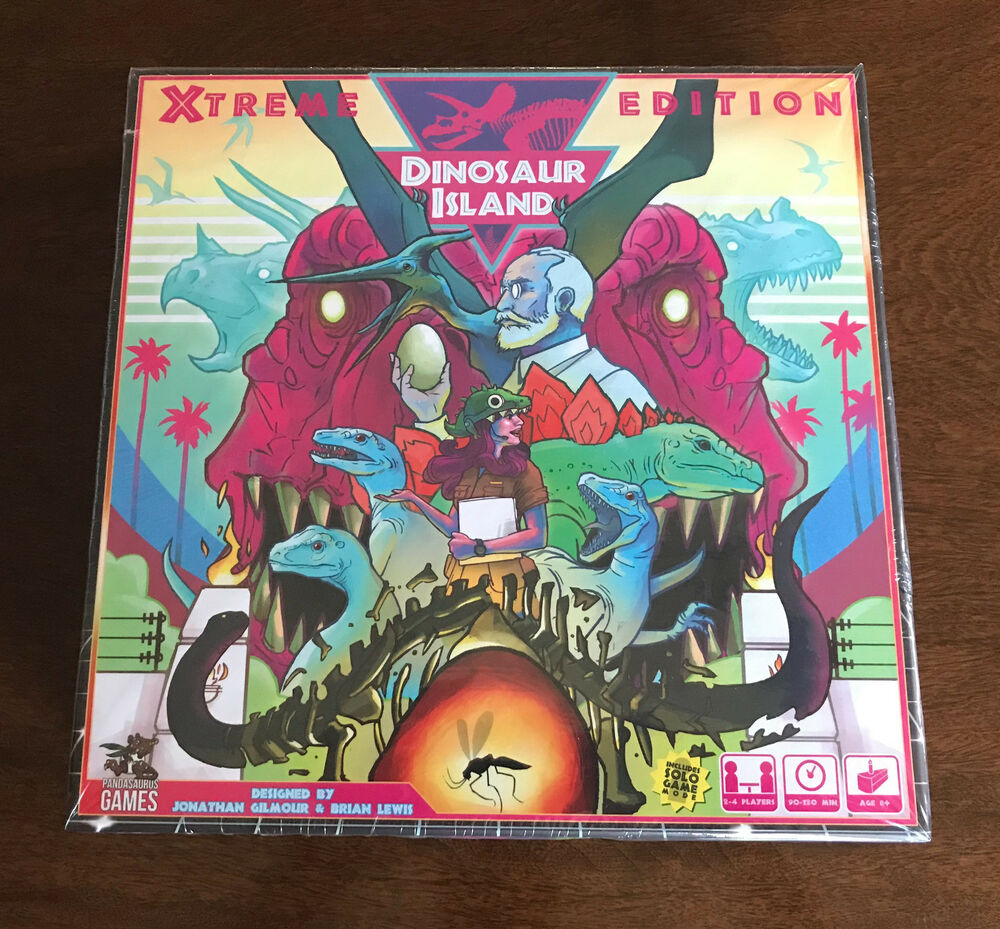 XTREME EDITION
DINOSAUR
ISLAND
PANDASAURUS
GAMES
DESIGNED BY
JONATHAN GILMOUR & BRIAN LEWIS
INCLUDES
SOLO
GAME
MODE
2-4 PLAYERS
90-120 MIN
AGE 8+